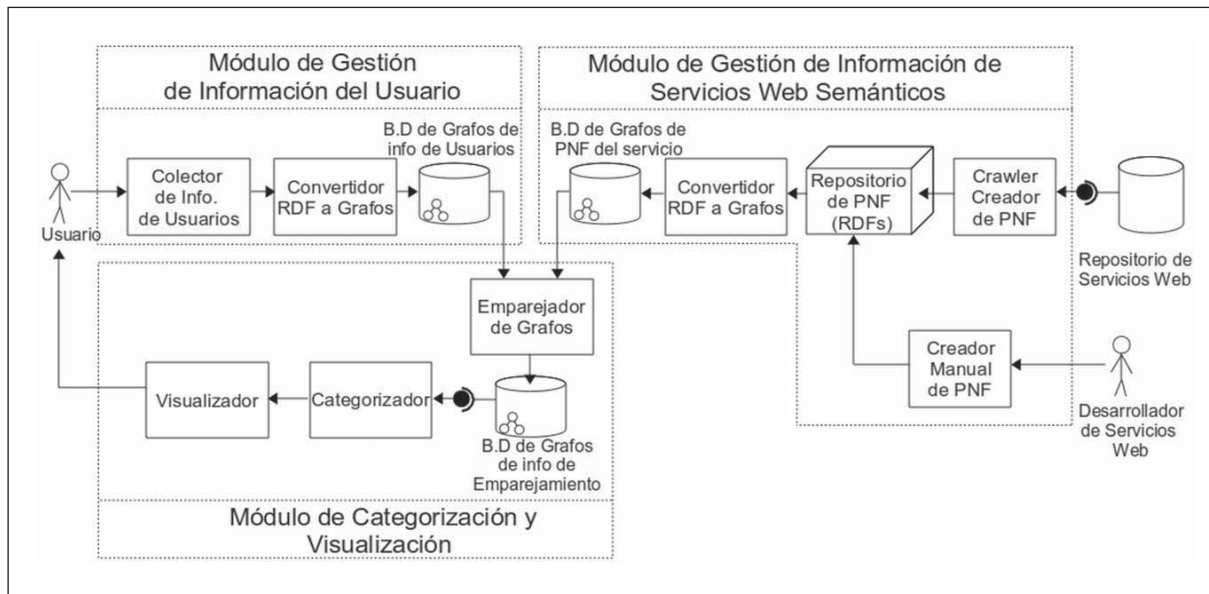 Módulo de Gestión
de Información del Usuario
Módulo de Gestión de Información de
Servicios Web Semánticos
B.D de Grafos de
info de Usuarios
B.D de Grafos de
PNF del servicio
Usuario
Colector
de Info.
de Usuarios
Convertidor
RDF a Grafos
Convertidor
RDF a Grafos
Repositorio
de PNF
(RDFs)
Crawler
Creador
de PNF
Repositorio de
Servicios Web
Emparejador
de Grafos
Creador
Manual
de PNF
Desarrollador
de Servicios
Web
Visualizador
Categorizador
B.D de Grafos
de info de
Emparejamiento
Módulo de Categorización y
Visualización